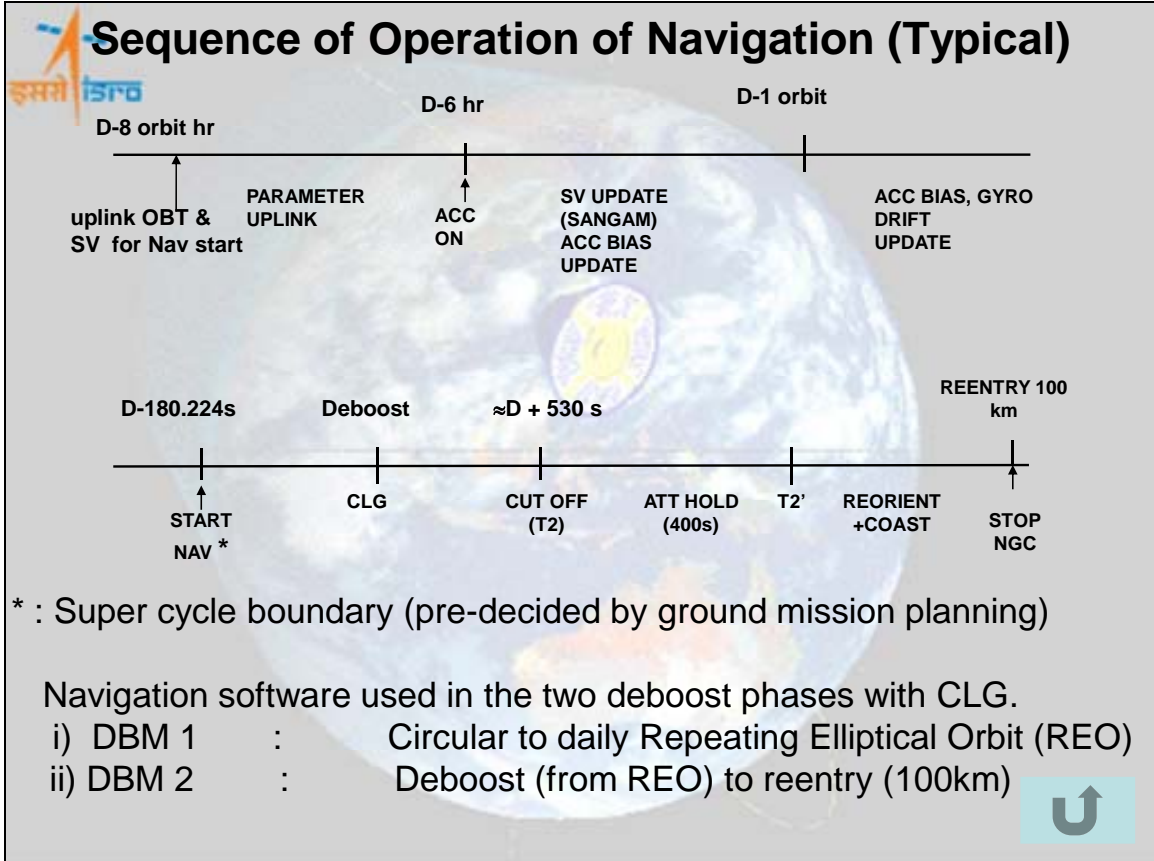 Sequence of Operation of Navigation (Typical)
इसरो isro
D-8 orbit hr
D-6 hr
D-1 orbit
uplink OBT &
SV for Nav start
PARAMETER
UPLINK
ACC
ON
SV UPDATE
(SANGAM)
ACC BIAS
UPDATE
ACC BIAS, GYRO
DRIFT
UPDATE
D-180.224s
Deboost
≈D + 530 s
REENTRY 100
km
START
NAV *
CLG
CUT OFF
(T2)
ATT HOLD
(400s)
T2’
REORIENT
+COAST
STOP
NGC
* : Super cycle boundary (pre-decided by ground mission planning)
Navigation software used in the two deboost phases with CLG.
i) DBM 1 : Circular to daily Repeating Elliptical Orbit (REO)
ii) DBM 2 : Deboost (from REO) to reentry (100km)